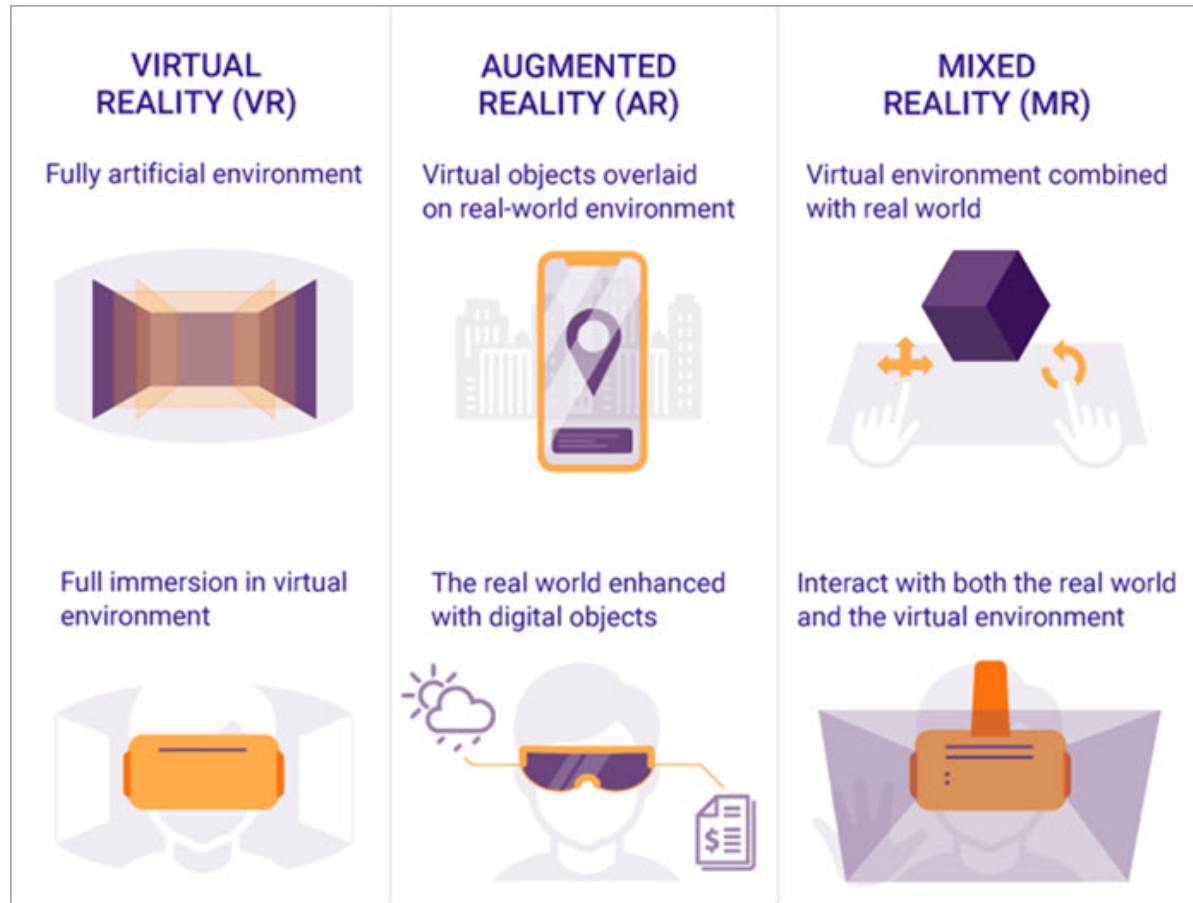 VIRTUAL
REALITY (VR)
Fully artificial environment
Full immersion in virtual
environment
AUGMENTED
REALITY (AR)
Virtual objects overlaid
on real-world environment
The real world enhanced
with digital objects
$
MIXED
REALITY (MR)
Virtual environment combined
with real world
Interact with both the real world
and the virtual environment